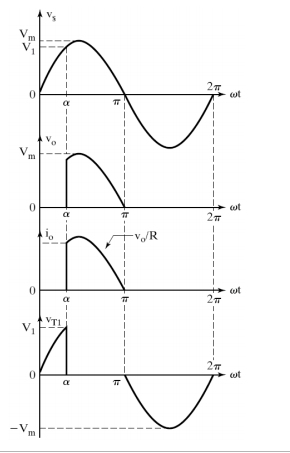 v_s
V_m
V_1
0 α π 2π ωt
v_o
V_m
0 α π 2π ωt
i_o
v_o/R
0 α π 2π ωt
v_T1
V_1
2π
0 α π ωt
−V_m